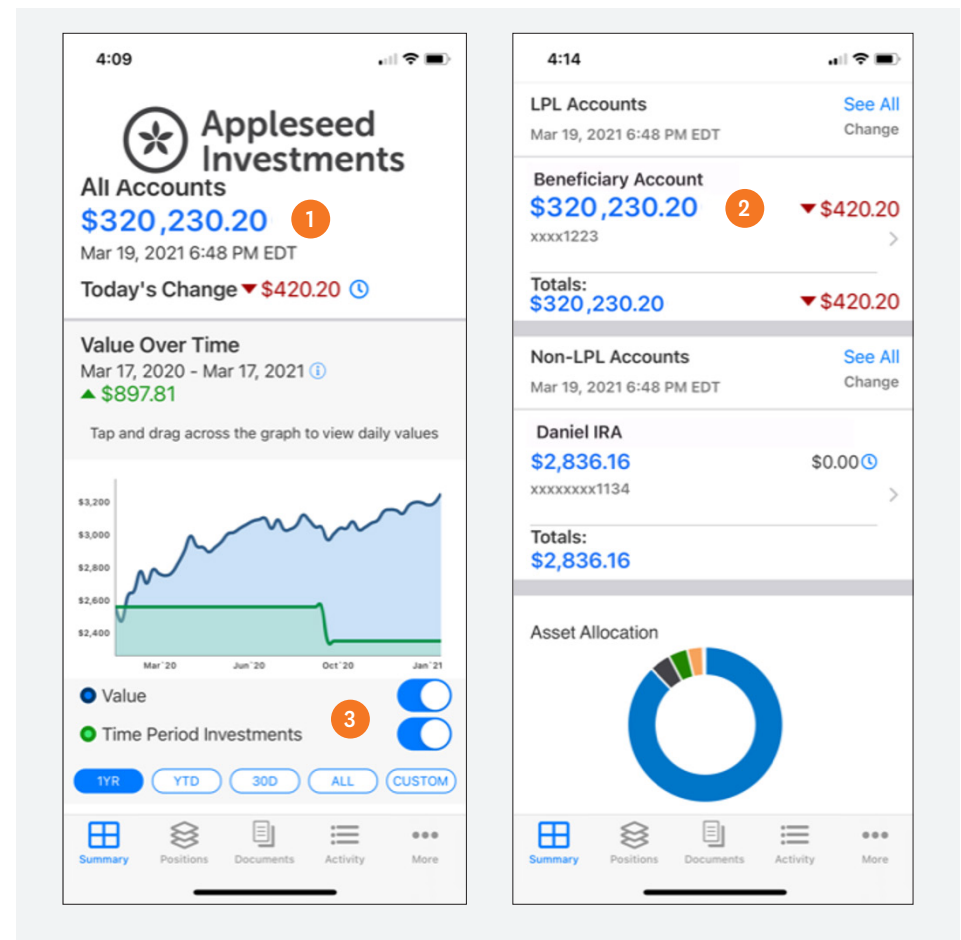 4:09
Appleseed
Investments
All Accounts
$320,230.20 1
Mar 19, 2021 6:48 PM EDT
Today's Change ▼ $420.20
Value Over Time
Mar 17, 2020 - Mar 17, 2021
▲ $897.81
Tap and drag across the graph to view daily values
$3,200
$3,000
$2,800
$2,600
$2,400
Mar`20 Jun`20 Oct`20 Jan`21
Value
Time Period Investments 3
1YR YTD 30D ALL CUSTOM
Summary Positions Documents Activity More
4:14
LPL Accounts See All
Mar 19, 2021 6:48 PM EDT Change
Beneficiary Account
$320,230.20 2 ▼ $420.20
xxxx1223
Totals:
$320,230.20 ▼ $420.20
Non-LPL Accounts See All
Mar 19, 2021 6:48 PM EDT Change
Daniel IRA
$2,836.16 $0.00
xxxxxxxx1134
Totals:
$2,836.16
Asset Allocation
Summary Positions Documents Activity More